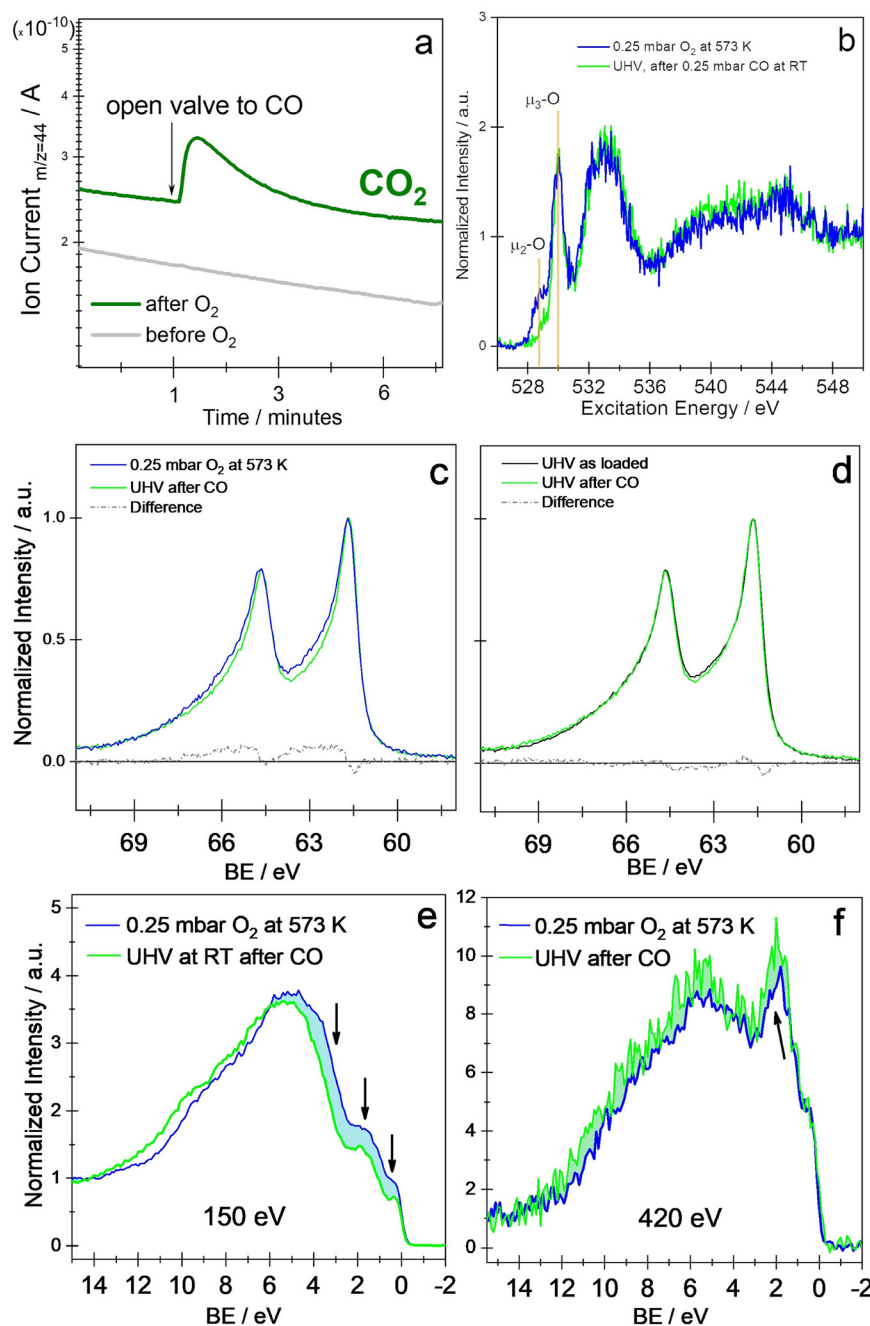 a
(x10⁻¹⁰)
5
4
3
2
Ion Current m/z=44 / A
open valve to CO
CO₂
after O₂
before O₂
1 3 6
Time / minutes
b
0.25 mbar O₂ at 573 K
UHV, after 0.25 mbar CO at RT
μ₃-O
μ₂-O
3
2
1
0
Normalized Intensity / a.u.
528 532 536 540 544 548
Excitation Energy / eV
c
0.25 mbar O₂ at 573 K
UHV after CO
Difference
1.0
0.5
0.0
Normalized Intensity / a.u.
69 66 63 60
BE / eV
d
UHV as loaded
UHV after CO
Difference
69 66 63 60
BE / eV
e
0.25 mbar O₂ at 573 K
UHV at RT after CO
5
4
3
2
1
0
Normalized Intensity / a.u.
150 eV
14 12 10 8 6 4 2 0 -2
BE / eV
f
0.25 mbar O₂ at 573 K
UHV after CO
12
10
8
6
4
2
0
420 eV
14 12 10 8 6 4 2 0 -2
BE / eV